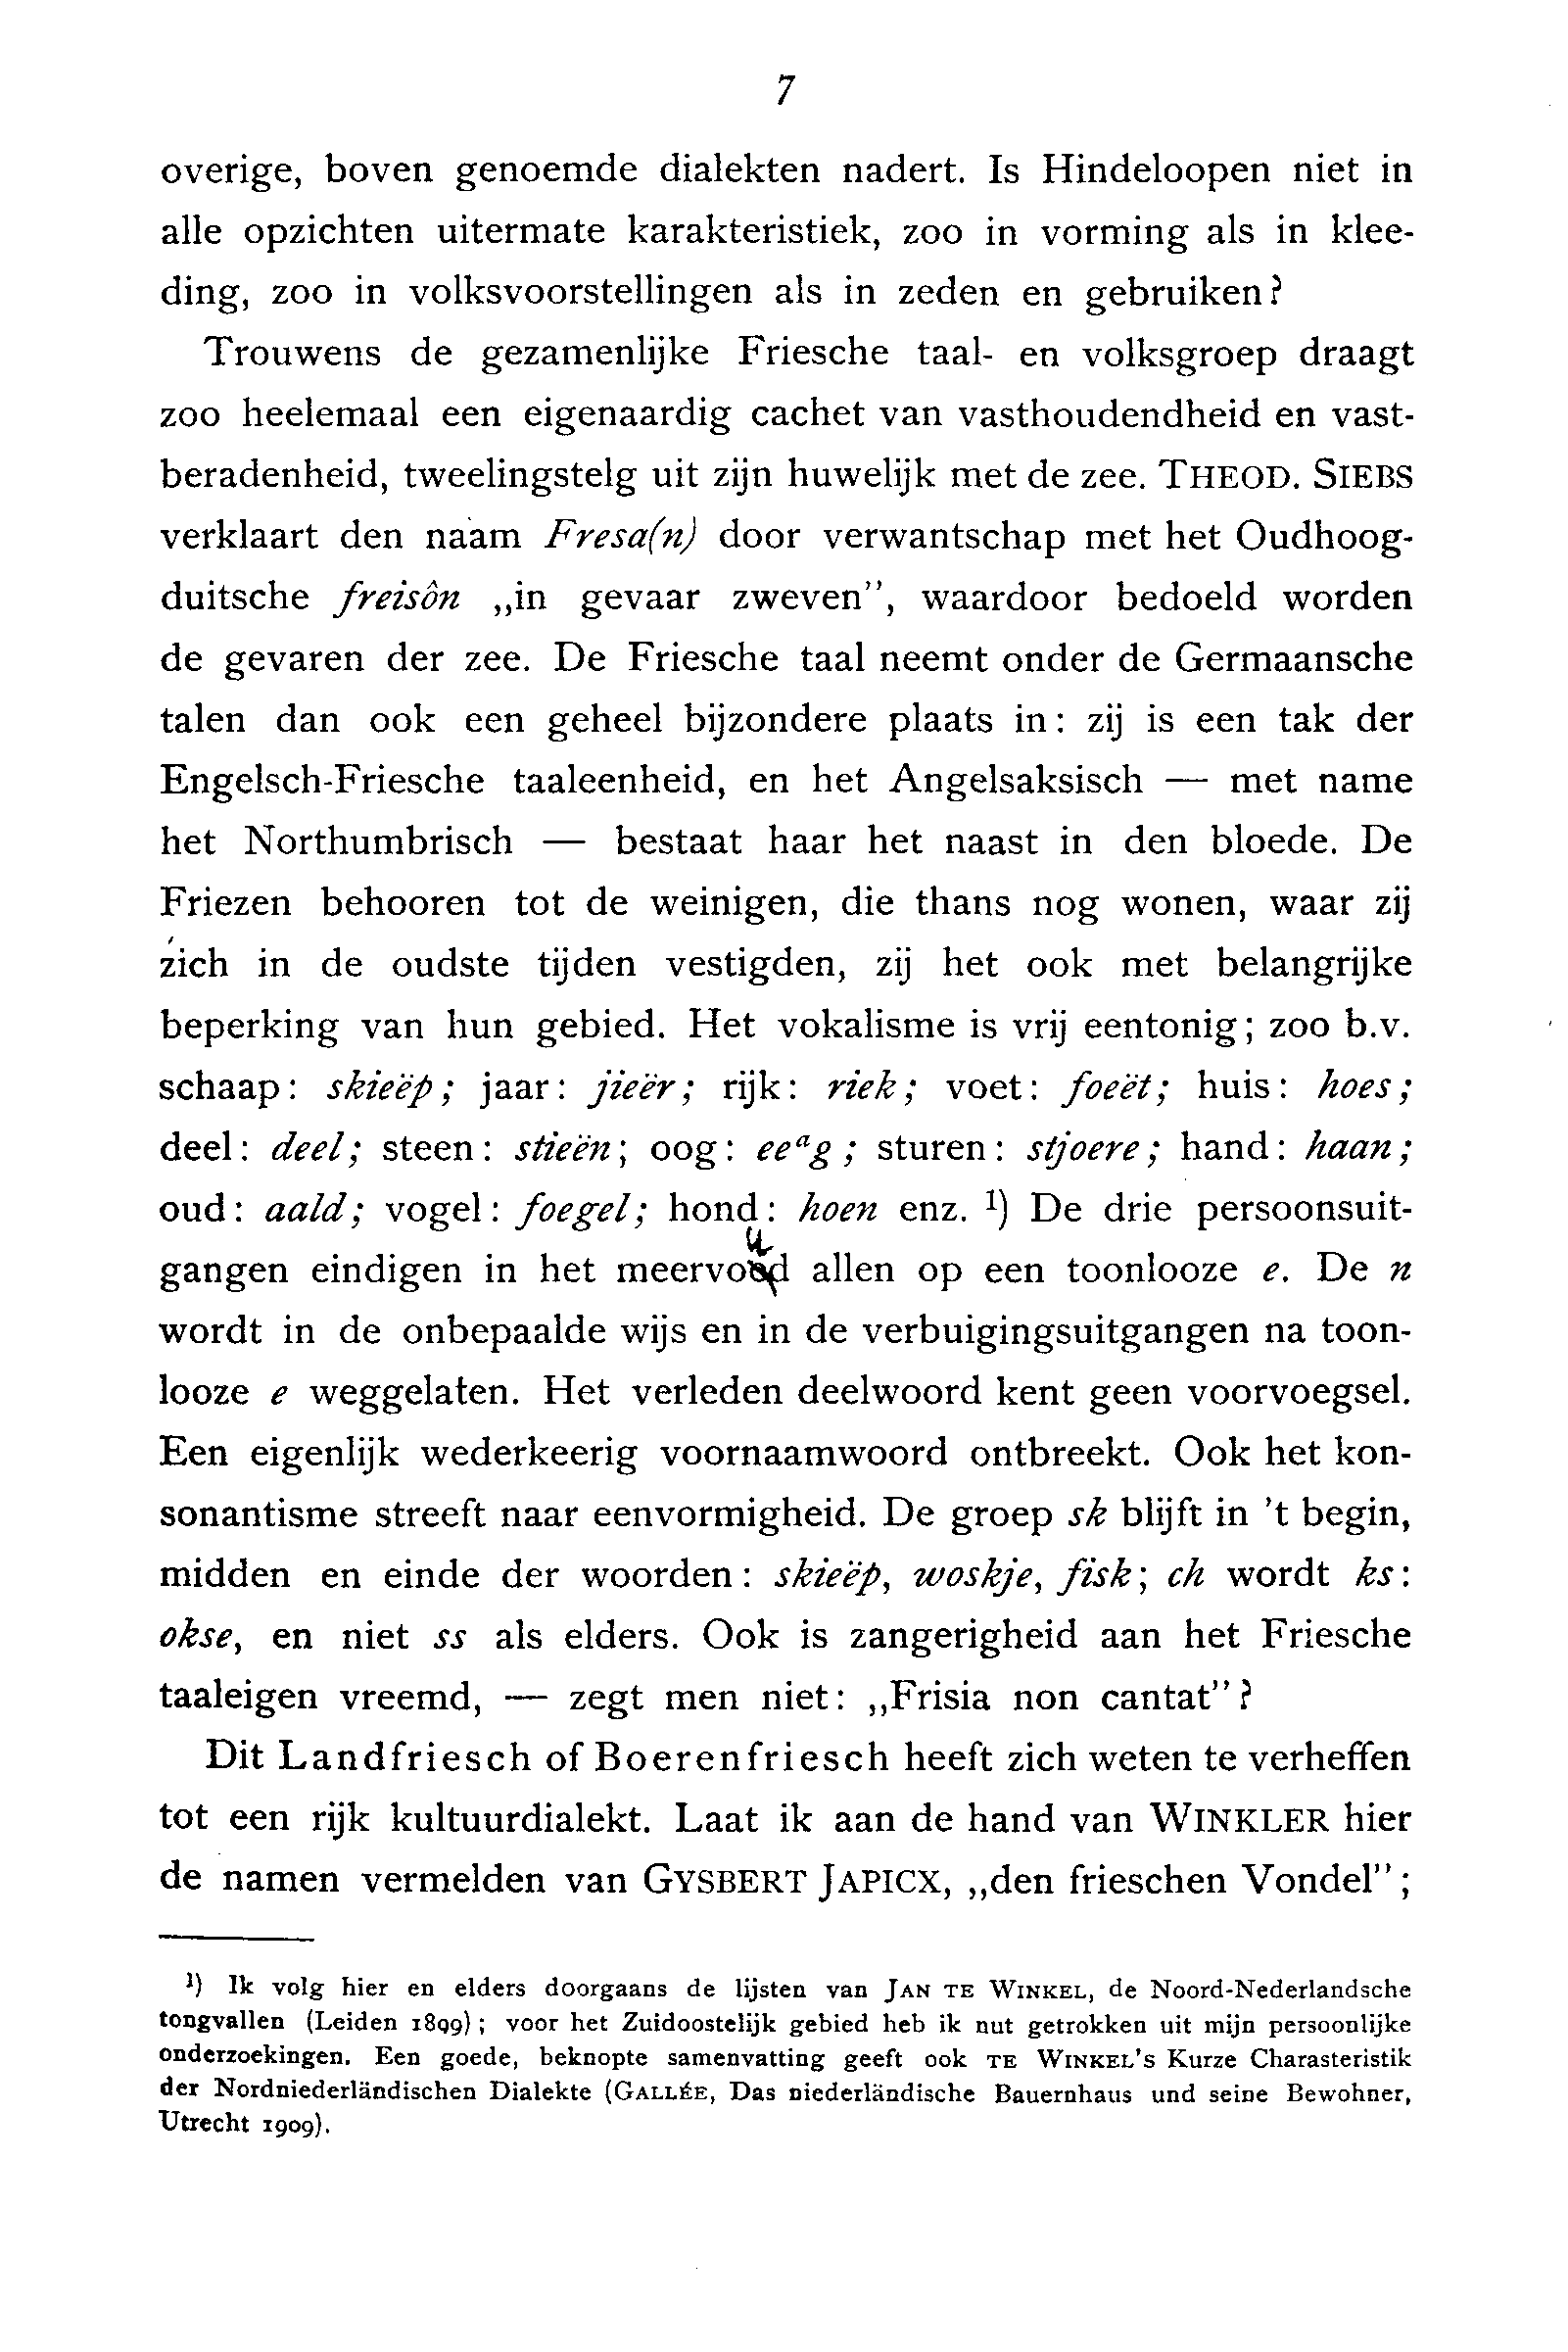 7
overige, boven genoemde dialekten nadert. Is Hindeloopen niet in
alle opzichten uitermate karakteristiek, zoo in vorming als in klee-
ding, zoo in volksvoorstellingen als in zeden en gebruiken?
Trouwens de gezamenlijke Friesche taal- en volksgroep draagt
zoo heelemaal een eigenaardig cachet van vasthoudendheid en vast-
beradenheid, tweelingstelg uit zijn huwelijk met de zee. THEOD. SIEBS
verklaart den naam Fresa(n) door verwantschap met het Oudhoog-
duitsche freisôn „in gevaar zweven”, waardoor bedoeld worden
de gevaren der zee. De Friesche taal neemt onder de Germaansche
talen dan ook een geheel bijzondere plaats in: zij is een tak der
Engelsch-Friesche taaleenheid, en het Angelsaksisch — met name
het Northumbrisch — bestaat haar het naast in den bloede. De
Friezen behooren tot de weinigen, die thans nog wonen, waar zij
zich in de oudste tijden vestigden, zij het ook met belangrijke
beperking van hun gebied. Het vokalisme is vrij eentonig; zoo b.v.
schaap: skieëp; jaar: jieër; rijk: riek; voet: foeët; huis: hoes;
deel: deel; steen: stieën; oog: eeᵃg; sturen: stjoere; hand: haan;
oud: aald; vogel: foegel; hond: hoen enz. ¹) De drie persoonsuit-
gangen eindigen in het meervoud allen op een toonlooze e. De n
wordt in de onbepaalde wijs en in de verbuigingsuitgangen na toon-
looze e weggelaten. Het verleden deelwoord kent geen voorvoegsel.
Een eigenlijk wederkeerig voornaamwoord ontbreekt. Ook het kon-
sonantisme streeft naar eenvormigheid. De groep sk blijft in 't begin,
midden en einde der woorden: skieëp, woskje, fisk; ch wordt ks:
okse, en niet ss als elders. Ook is zangerigheid aan het Friesche
taaleigen vreemd, — zegt men niet: „Frisia non cantat”?
Dit Landfriesch of Boerenfriesch heeft zich weten te verheffen
tot een rijk kultuurdialekt. Laat ik aan de hand van WINKLER hier
de namen vermelden van GYSBERT JAPICX, „den frieschen Vondel”;
¹) Ik volg hier en elders doorgaans de lijsten van JAN TE WINKEL, de Noord-Nederlandsche
tongvallen (Leiden 1899); voor het Zuidoostelijk gebied heb ik nut getrokken uit mijn persoonlijke
onderzoekingen. Een goede, beknopte samenvatting geeft ook TE WINKEL'S Kurze Charasteristik
der Nordniederländischen Dialekte (GALLÉE, Das niederländische Bauernhaus und seine Bewohner,
Utrecht 1909).